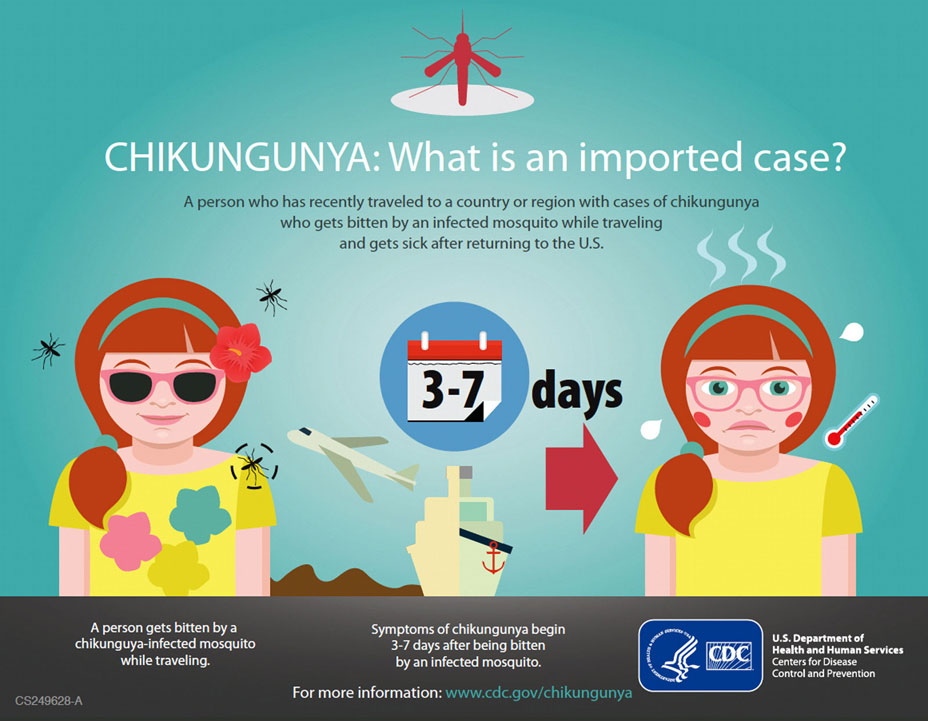 CHIKUNGUNYA: What is an imported case?
A person who has recently traveled to a country or region with cases of chikungunya
who gets bitten by an infected mosquito while traveling
and gets sick after returning to the U.S.
3-7
days
A person gets bitten by a
chikunguya-infected mosquito
while traveling.
Symptoms of chikungunya begin
3-7 days after being bitten
by an infected mosquito.
CDC
U.S. Department of
Health and Human Services
Centers for Disease
Control and Prevention
For more information: www.cdc.gov/chikungunya
CS249628-A